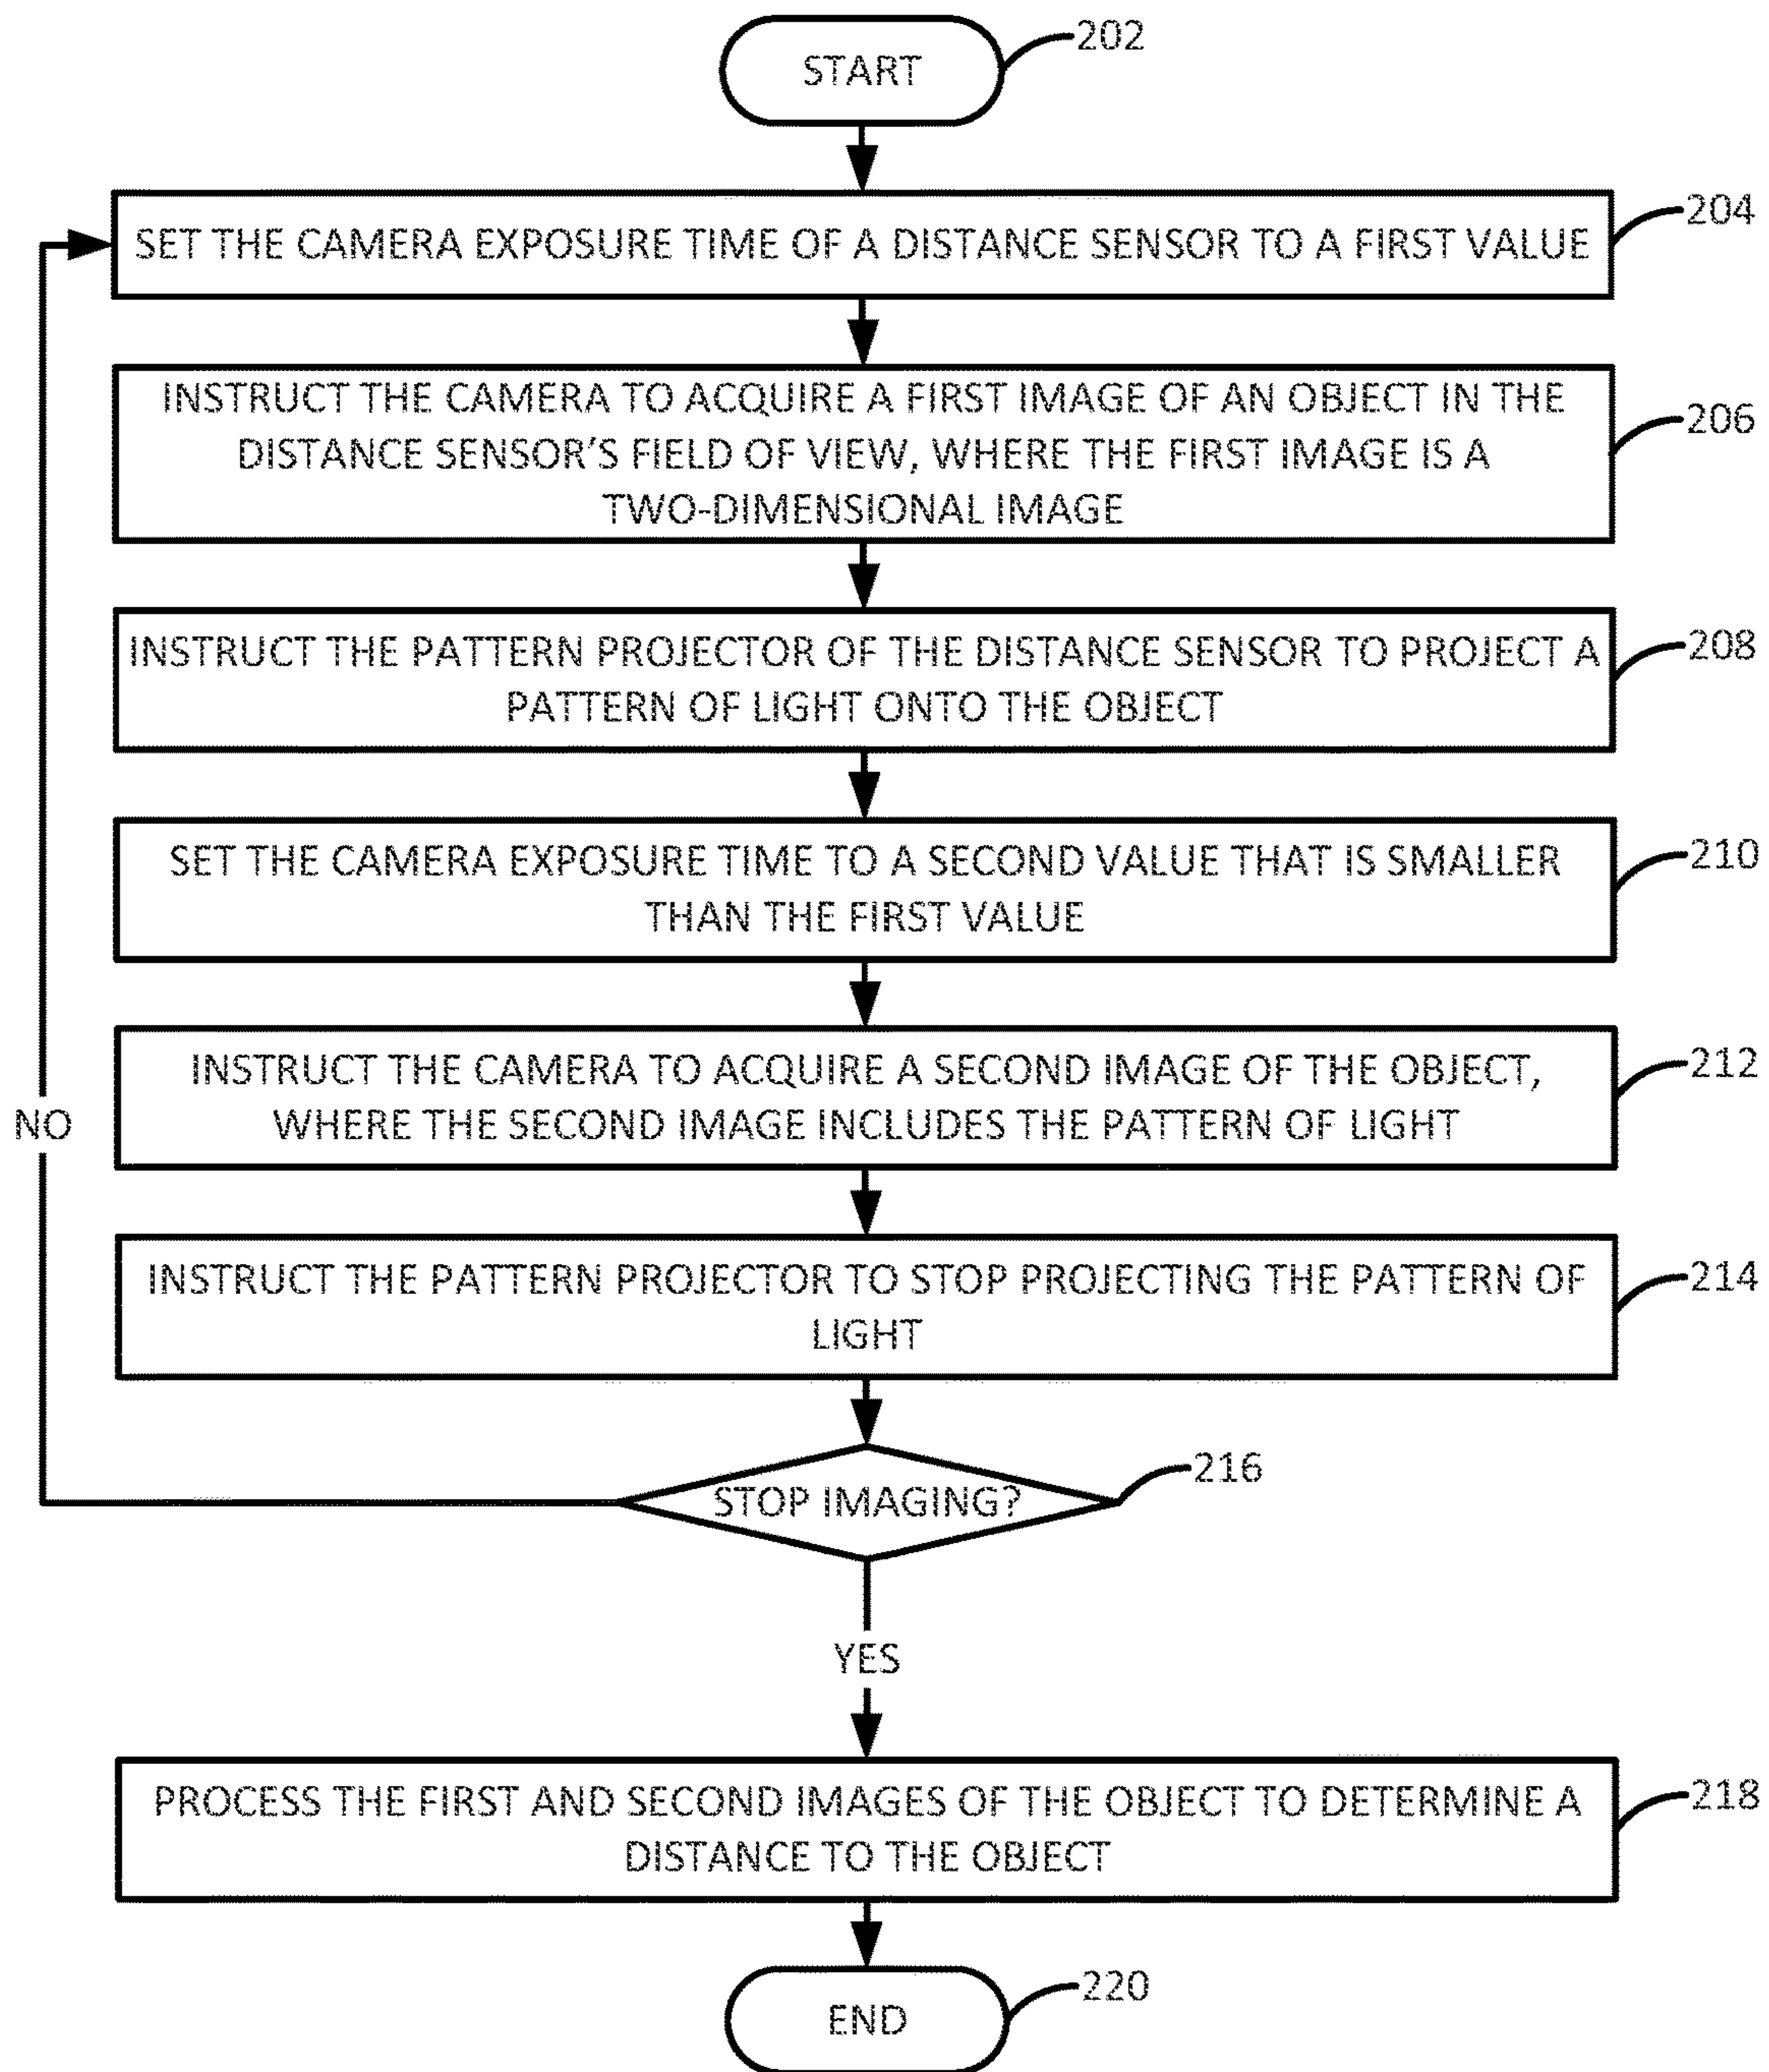 START
202
SET THE CAMERA EXPOSURE TIME OF A DISTANCE SENSOR TO A FIRST VALUE
204
INSTRUCT THE CAMERA TO ACQUIRE A FIRST IMAGE OF AN OBJECT IN THE
DISTANCE SENSOR'S FIELD OF VIEW, WHERE THE FIRST IMAGE IS A
TWO-DIMENSIONAL IMAGE
206
INSTRUCT THE PATTERN PROJECTOR OF THE DISTANCE SENSOR TO PROJECT A
PATTERN OF LIGHT ONTO THE OBJECT
208
SET THE CAMERA EXPOSURE TIME TO A SECOND VALUE THAT IS SMALLER
THAN THE FIRST VALUE
210
INSTRUCT THE CAMERA TO ACQUIRE A SECOND IMAGE OF THE OBJECT,
WHERE THE SECOND IMAGE INCLUDES THE PATTERN OF LIGHT
212
NO
INSTRUCT THE PATTERN PROJECTOR TO STOP PROJECTING THE PATTERN OF
LIGHT
214
STOP IMAGING?
216
YES
PROCESS THE FIRST AND SECOND IMAGES OF THE OBJECT TO DETERMINE A
DISTANCE TO THE OBJECT
218
END
220